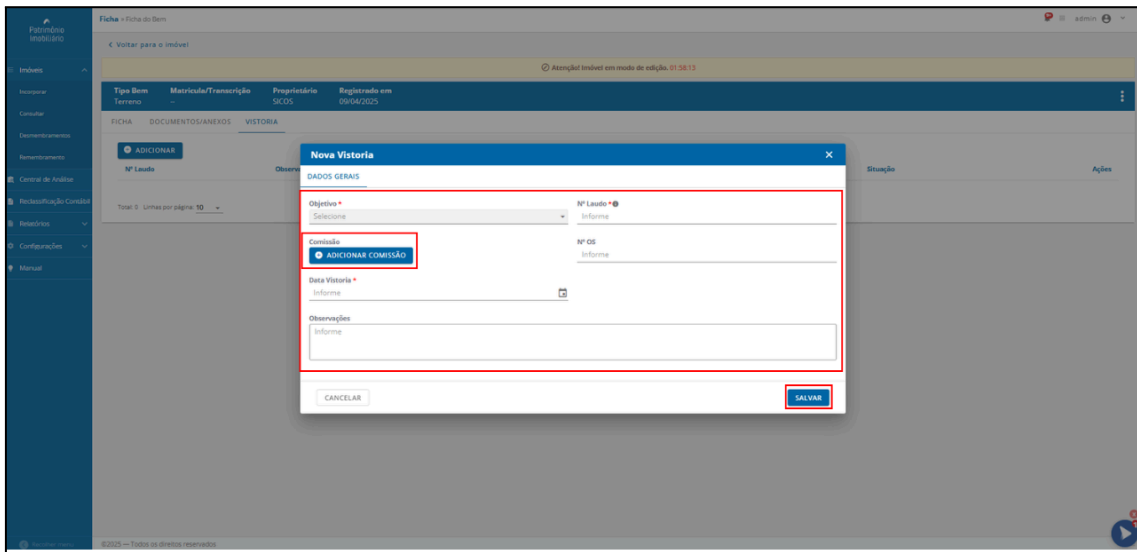 Patrimônio
Imobiliário
Ficha » Ficha do Bem
admin
Voltar para o Imóvel
Imóveis
Atenção! Imóvel em modo de edição. 01:58:13
Incorporar
Consultar
Desmembramentos
Remembramento
Central de Análise
Reclassificação Contábil
Relatórios
Configurações
Manual
Tipo Bem Matrícula/Transcrição Proprietário Registrado em
Terreno -- SICOS 09/04/2025
FICHA DOCUMENTOS/ANEXOS VISTORIA
ADICIONAR
Nº Laudo Situação Ações
Total: 0 Linhas por página: 10
Nova Vistoria
DADOS GERAIS
Objetivo * Nº Laudo *
Selecione Informe
Comissão Nº OS
ADICIONAR COMISSÃO Informe
Data Vistoria *
Informe
Observações
Informe
CANCELAR SALVAR
©2025 — Todos os direitos reservados